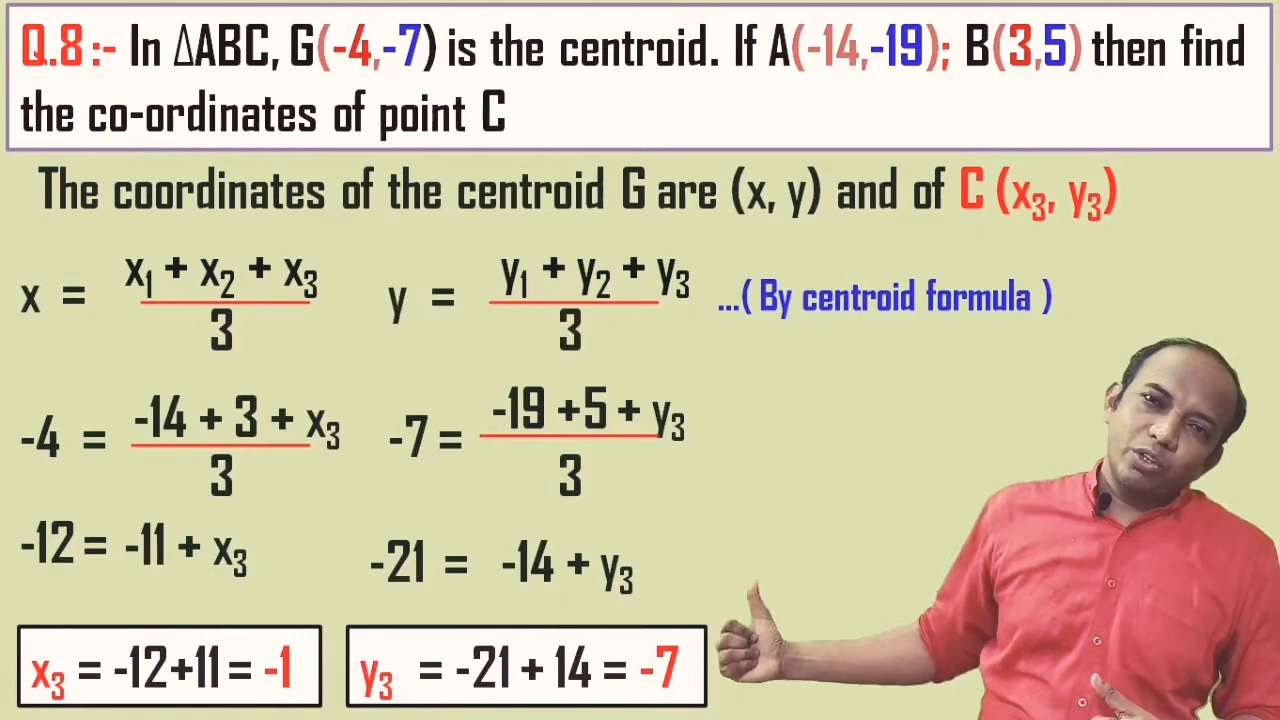 Q.8 :- In ΔABC, G(-4,-7) is the centroid. If A(-14,-19); B(3,5) then find
the co-ordinates of point C
The coordinates of the centroid G are (x, y) and of C (x₃, y₃)
x = (x₁ + x₂ + x₃)/3 y = (y₁ + y₂ + y₃)/3 ...( By centroid formula )
-4 = (-14 + 3 + x₃)/3 -7 = (-19 +5 + y₃)/3
-12 = -11 + x₃ -21 = -14 + y₃
x₃ = -12+11 = -1 y₃ = -21 + 14 = -7